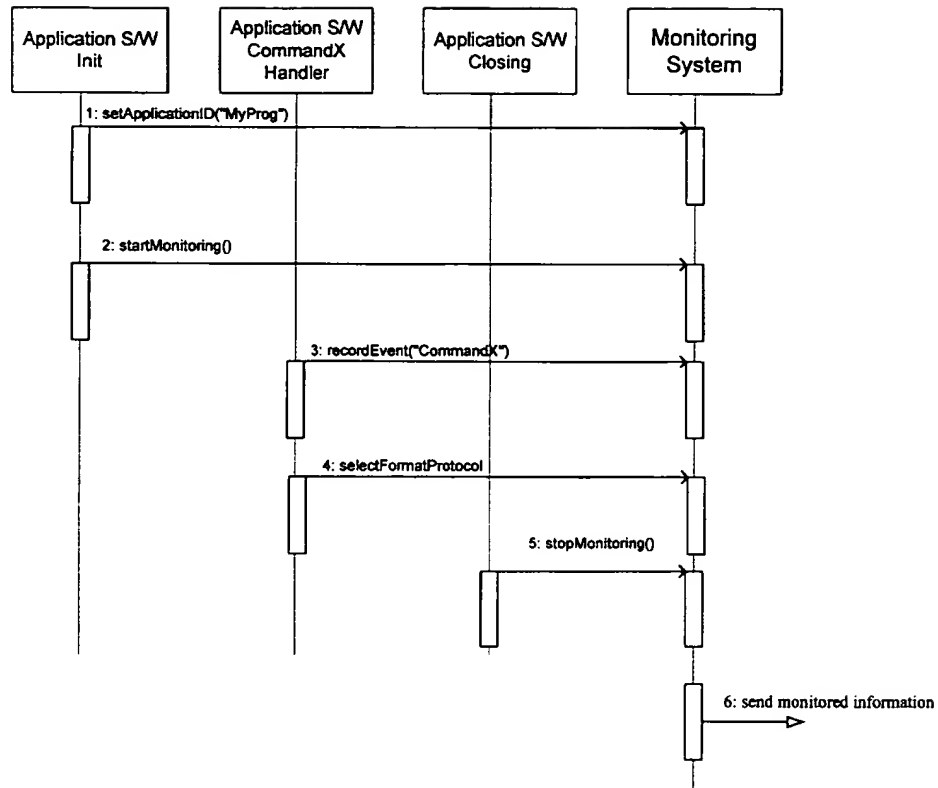 Application S/W
Init
Application S/W
CommandX
Handler
Application S/W
Closing
Monitoring
System
1: setApplicationID("MyProg")
2: startMonitoring()
3: recordEvent("CommandX")
4: selectFormatProtocol
5: stopMonitoring()
6: send monitored information